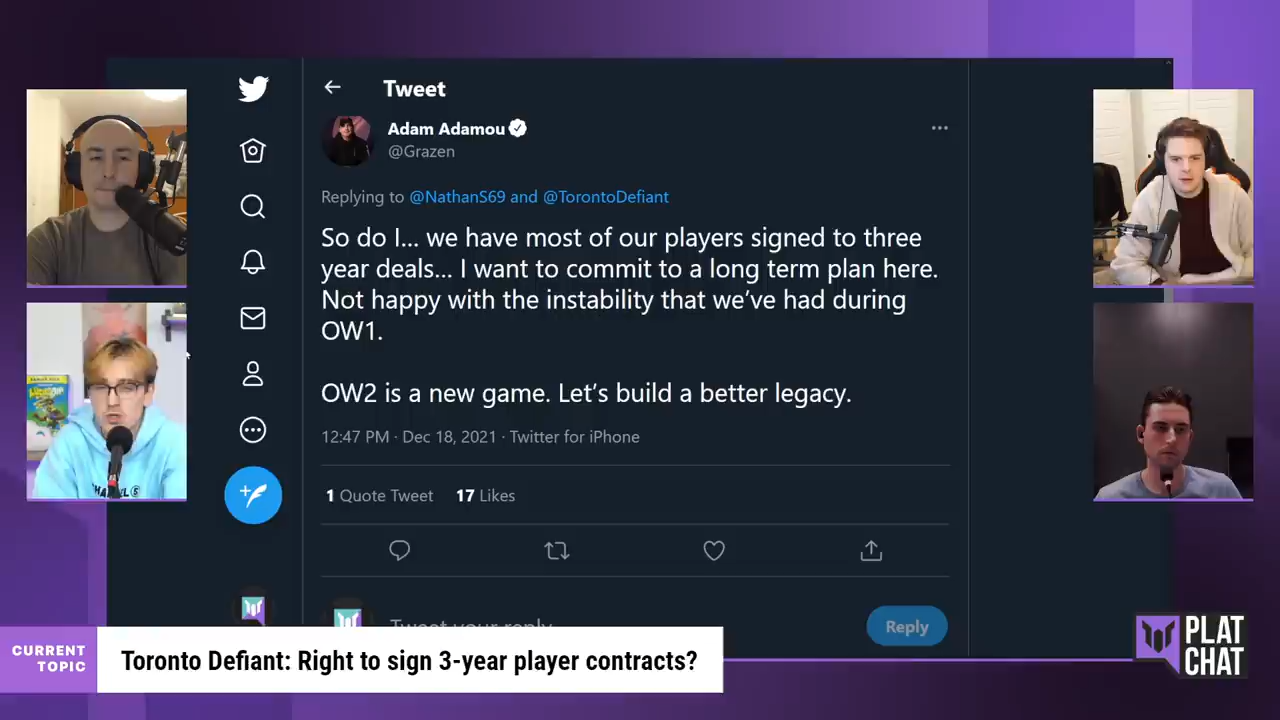 Tweet
Adam Adamou
@Grazen
Replying to @NathanS69 and @TorontoDefiant
So do I... we have most of our players signed to three
year deals... I want to commit to a long term plan here.
Not happy with the instability that we’ve had during
OW1.
OW2 is a new game. Let’s build a better legacy.
12:47 PM · Dec 18, 2021 · Twitter for iPhone
1 Quote Tweet 17 Likes
Tweet your reply
Reply
CURRENT
TOPIC
Toronto Defiant: Right to sign 3-year player contracts?
PLAT
CHAT